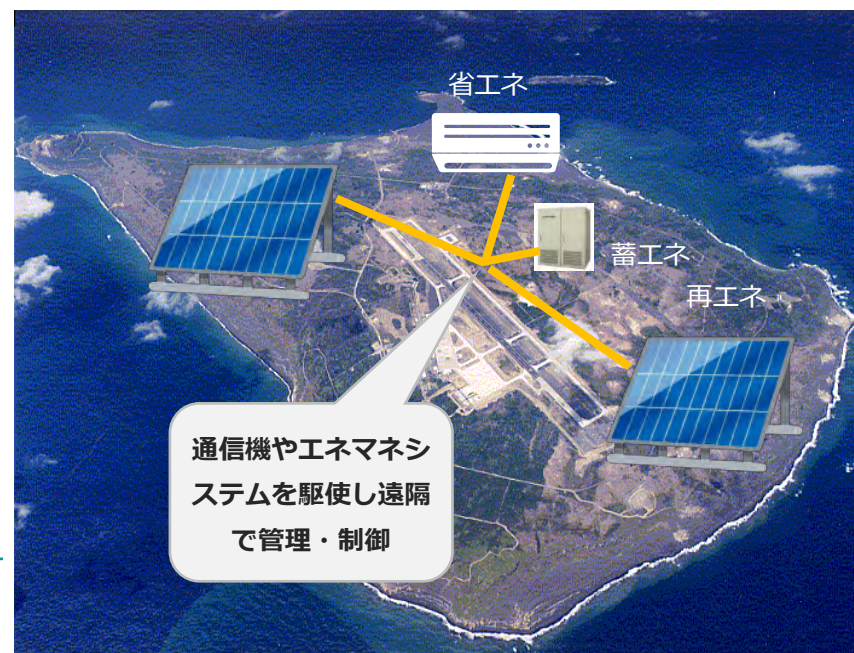 省エネ
蓄エネ
再エネ
通信機やエネマネシ
ステムを駆使し遠隔
で管理・制御